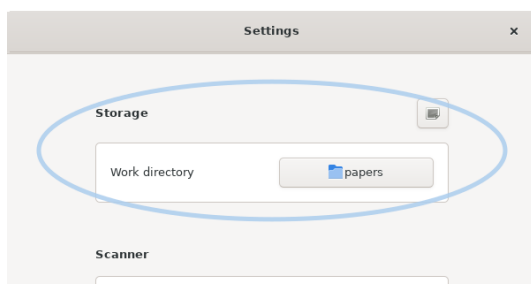 Settings
Storage
Work directory papers
Scanner